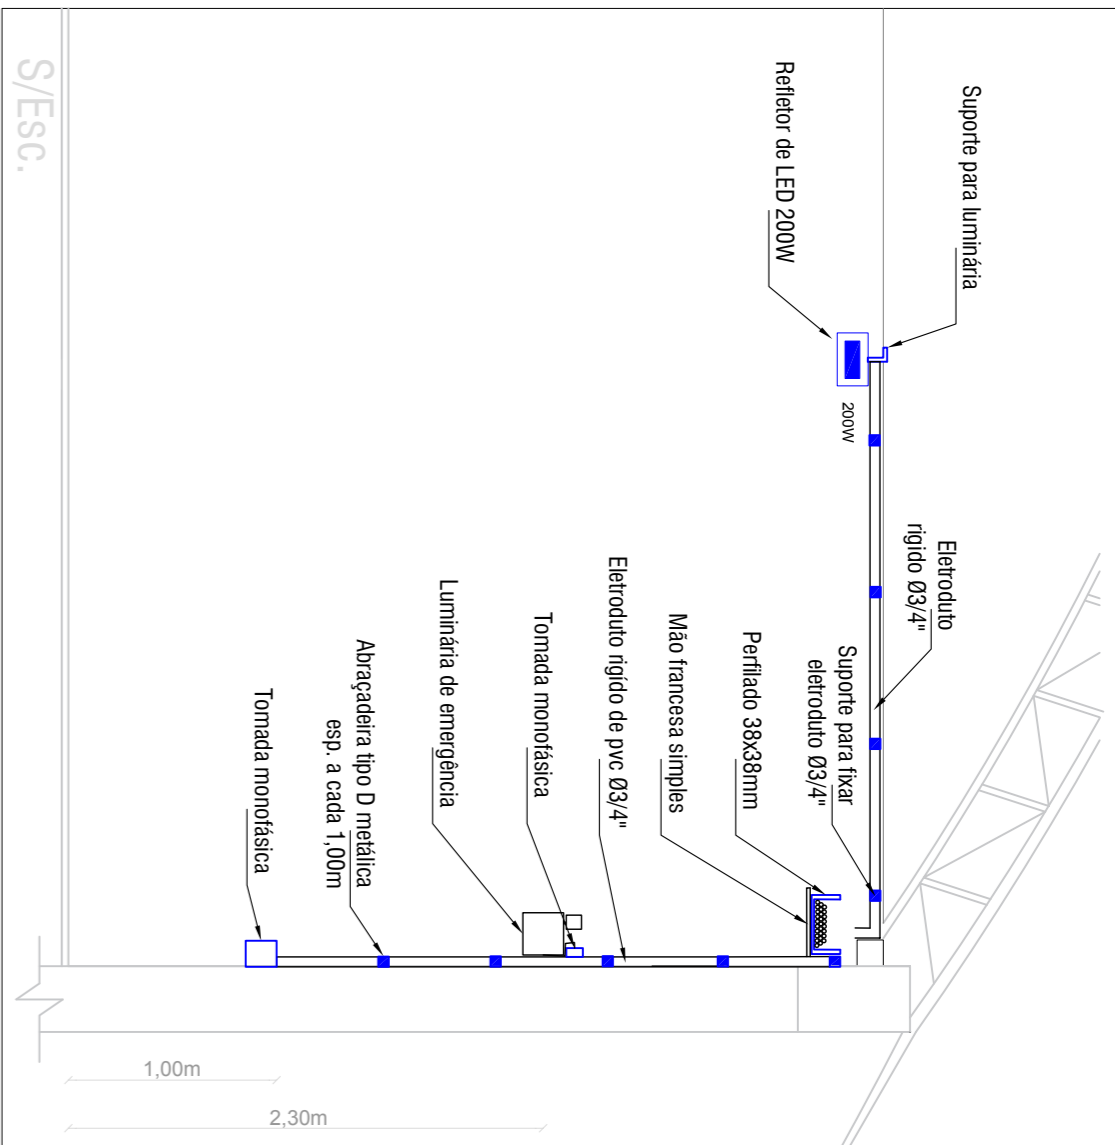 Suporte para luminária
Refletor de LED 200W
200W
Eletroduto
rigido Ø3/4"
Suporte para fixar
eletroduto Ø3/4"
Perfilado 38x38mm
Mão francesa simples
Eletroduto rigído de pvc Ø3/4"
Tomada monofásica
Luminária de emergência
Abraçadeira tipo D metálica
esp. a cada 1,00m
Tomada monofásica
1,00m
2,30m
S/Esc.